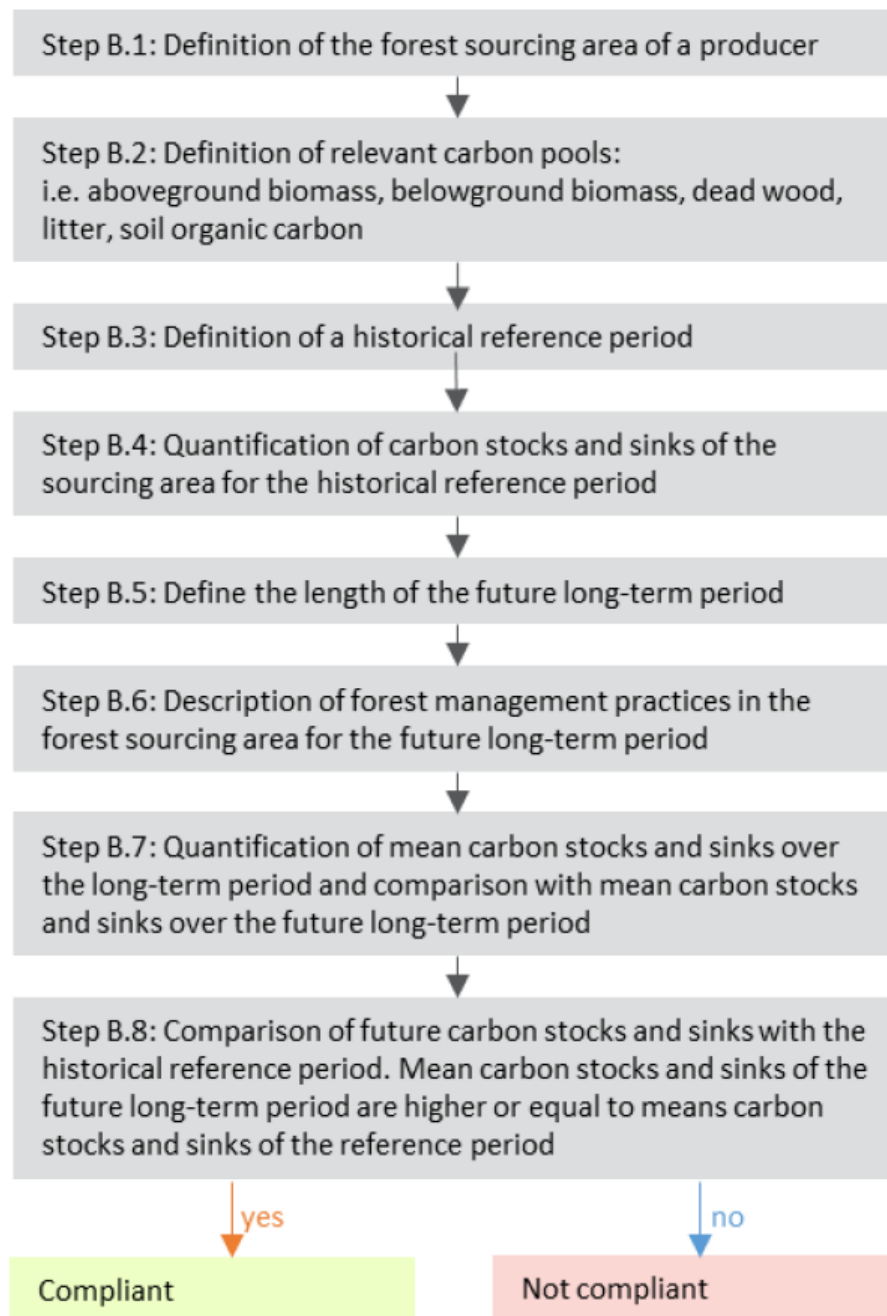 Step B.1: Definition of the forest sourcing area of a producer
Step B.2: Definition of relevant carbon pools:
i.e. aboveground biomass, belowground biomass, dead wood,
litter, soil organic carbon
Step B.3: Definition of a historical reference period
Step B.4: Quantification of carbon stocks and sinks of the
sourcing area for the historical reference period
Step B.5: Define the length of the future long-term period
Step B.6: Description of forest management practices in the
forest sourcing area for the future long-term period
Step B.7: Quantification of mean carbon stocks and sinks over
the long-term period and comparison with mean carbon stocks
and sinks over the future long-term period
Step B.8: Comparison of future carbon stocks and sinks with the
historical reference period. Mean carbon stocks and sinks of the
future long-term period are higher or equal to means carbon
stocks and sinks of the reference period
yes
no
Compliant
Not compliant